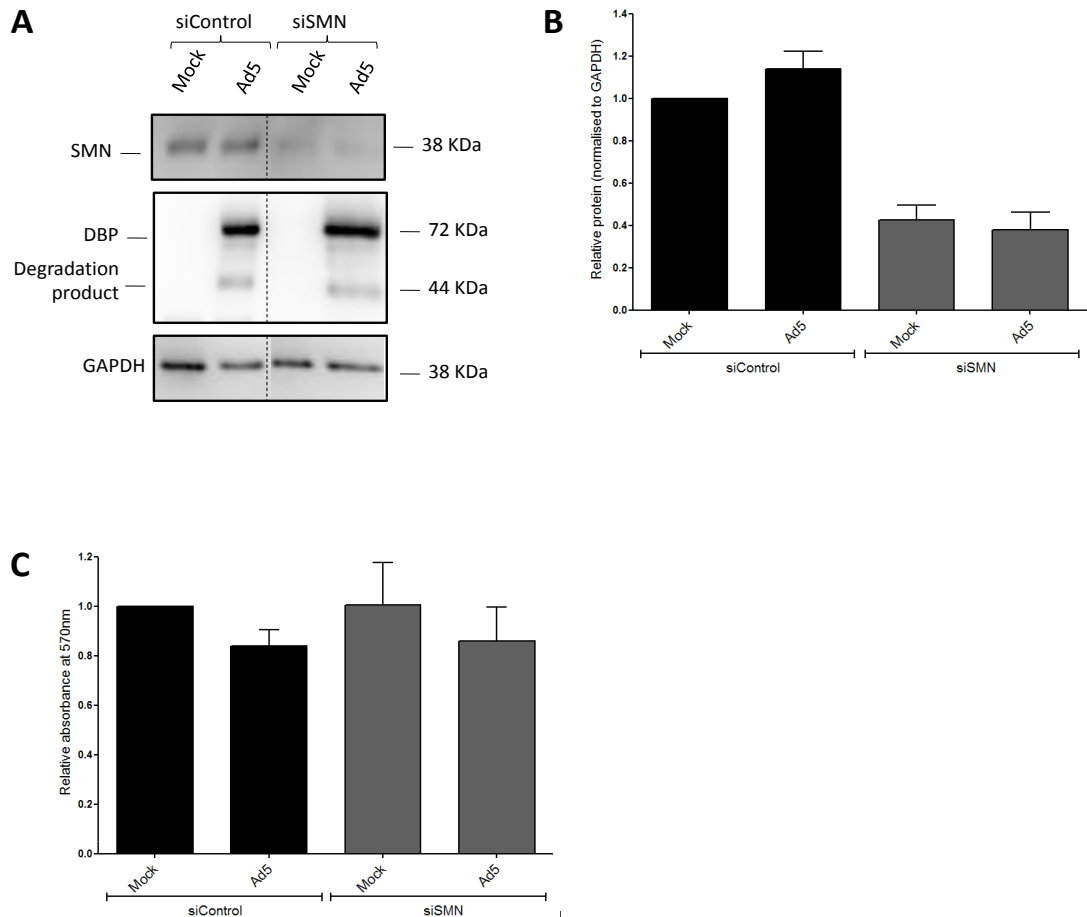 A
siControl siSMN
Mock Ad5 Mock Ad5
SMN
38 KDa
DBP
72 KDa
Degradation
product
44 KDa
GAPDH
38 KDa
B
Relative protein (normalised to GAPDH)
1.4
1.2
1.0
0.8
0.6
0.4
0.2
0.0
Mock Ad5 Mock Ad5
siControl siSMN
C
Relative absorbance at 570nm
1.2
1.0
0.8
0.6
0.4
0.2
0.0
Mock Ad5 Mock Ad5
siControl siSMN